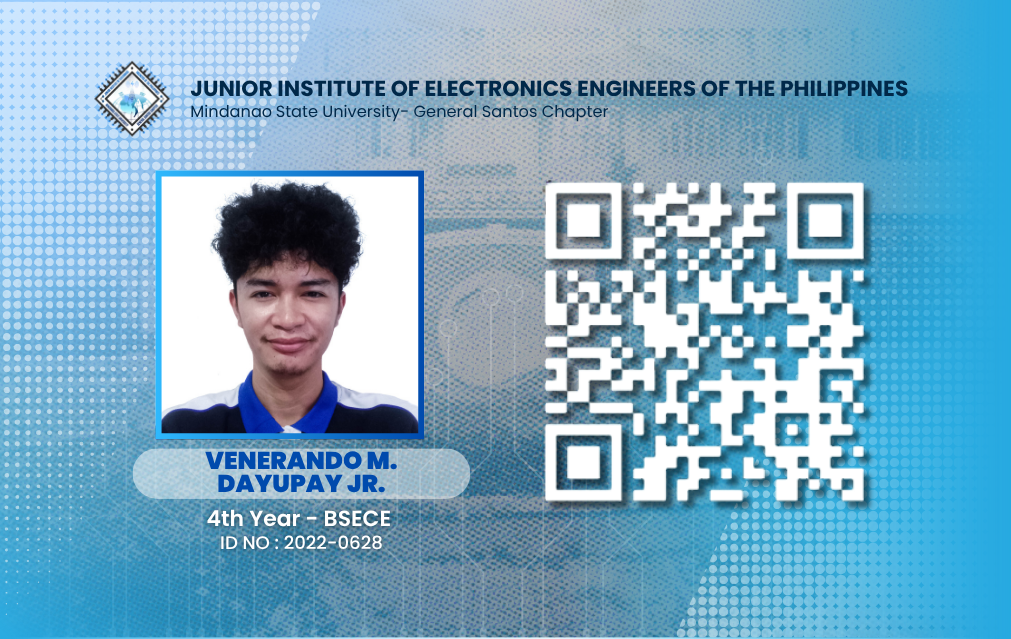 JUNIOR INSTITUTE OF ELECTRONICS ENGINEERS OF THE PHILIPPINES
Mindanao State University- General Santos Chapter
VENERANDO M.
DAYUPAY JR.
4th Year - BSECE
ID NO : 2022-0628